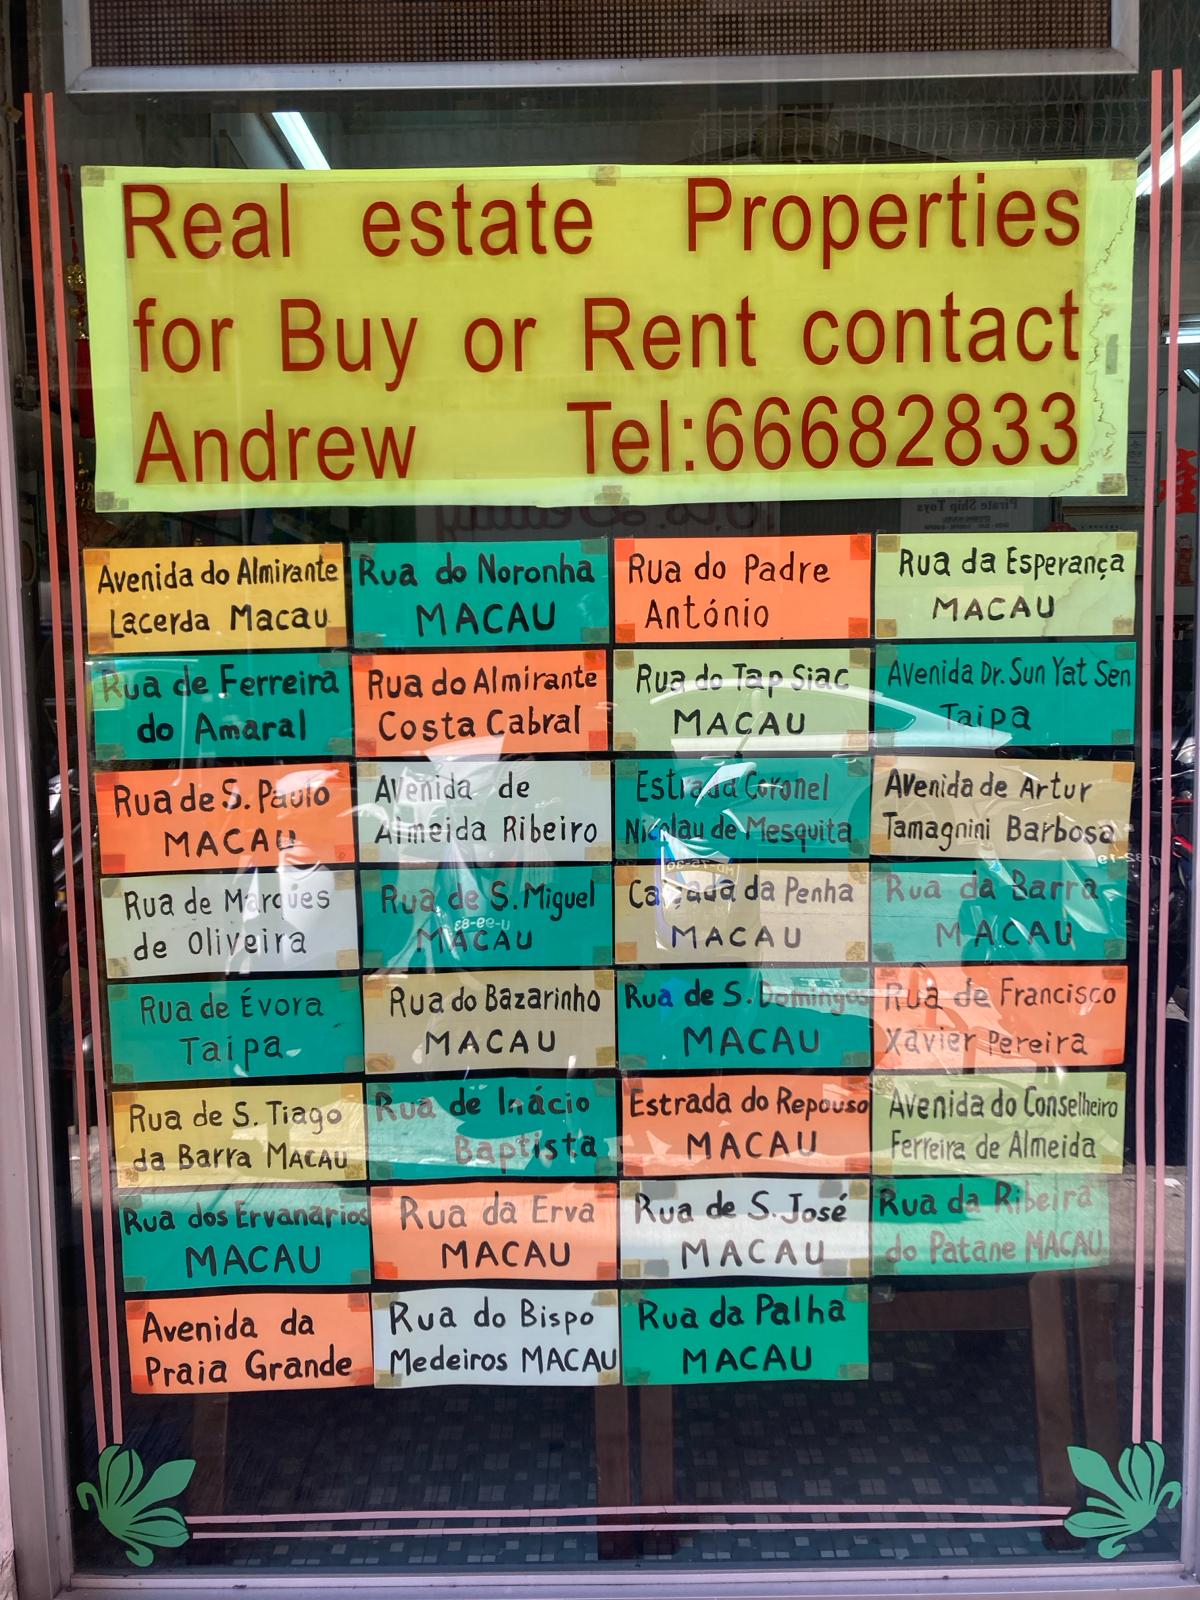 Real estate Properties
for Buy or Rent contact
Andrew Tel:66682833
Avenida do Almirante
Lacerda Macau
Rua do Noronha
MACAU
Rua do Padre
António
Rua da Esperança
MACAU
Rua de Ferreira
do Amaral
Rua do Almirante
Costa Cabral
Rua do Tap Siac
MACAU
Avenida Dr. Sun Yat Sen
Taipa
Rua de S. Paulo
MACAU
Avenida de
Almeida Ribeiro
Estrada Coronel
Nicolau de Mesquita
Avenida de Artur
Tamagnini Barbosa
Rua de Marques
de Oliveira
Rua de S. Miguel
MACAU
Calçada da Penha
MACAU
Rua da Barra
MACAU
Rua de Évora
Taipa
Rua do Bazarinho
MACAU
Rua de S. Domingos
MACAU
Rua de Francisco
Xavier Pereira
Rua de S. Tiago
da Barra MACAU
Rua de Inácio
Baptista
Estrada do Repouso
MACAU
Avenida do Conselheiro
Ferreira de Almeida
Rua dos Ervanarios
MACAU
Rua da Erva
MACAU
Rua de S. José
MACAU
Rua da Ribeira
do Patane MACAU
Avenida da
Praia Grande
Rua do Bispo
Medeiros MACAU
Rua da Palha
MACAU